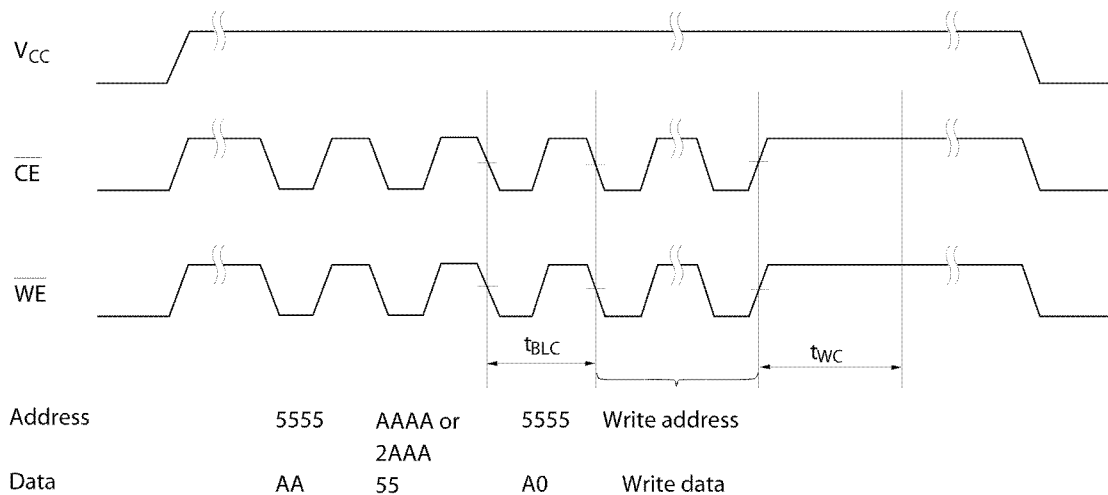 VCC
CE
WE
tBLC
tWC
Address 5555 AAAA or 5555 Write address
2AAA
Data AA 55 A0 Write data